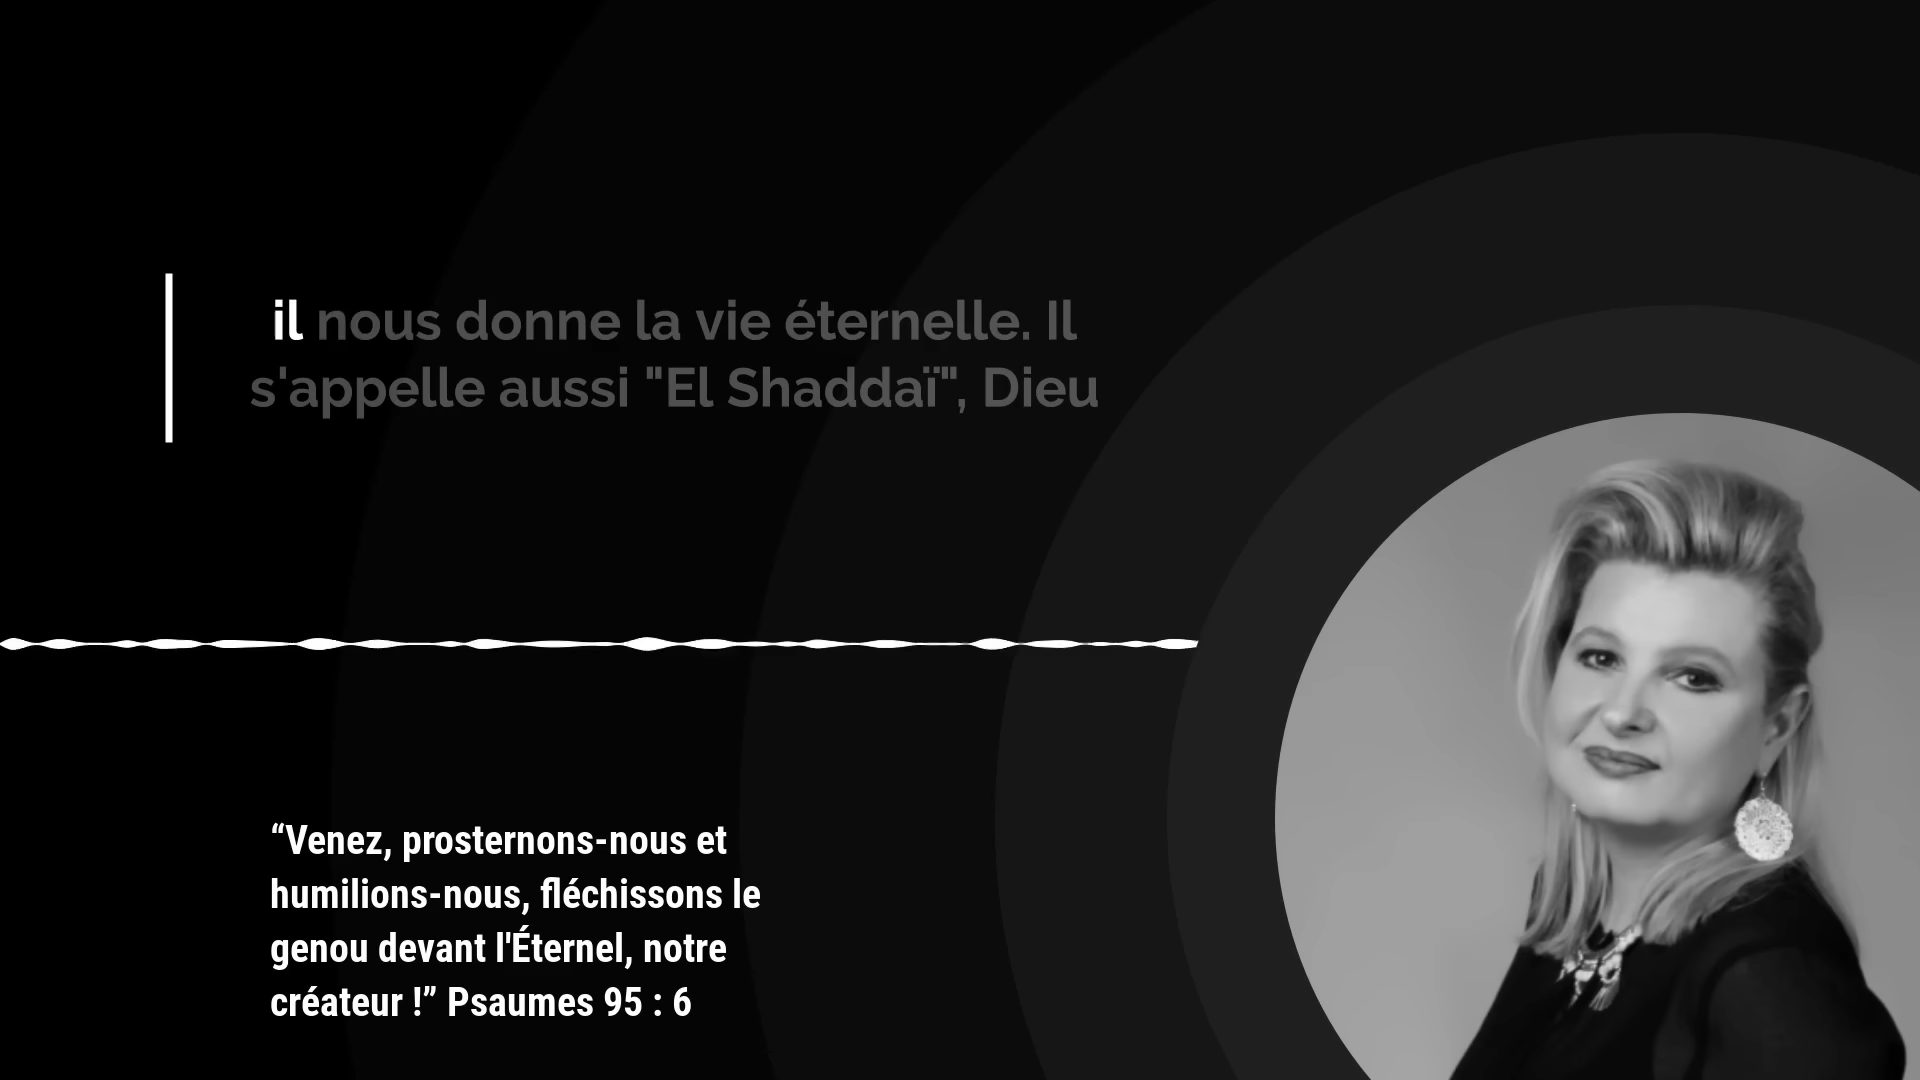 il nous donne la vie éternelle. Il
s'appelle aussi "El Shaddaï", Dieu
“Venez, prosternons-nous et
humilions-nous, fléchissons le
genou devant l'Éternel, notre
créateur !” Psaumes 95 : 6